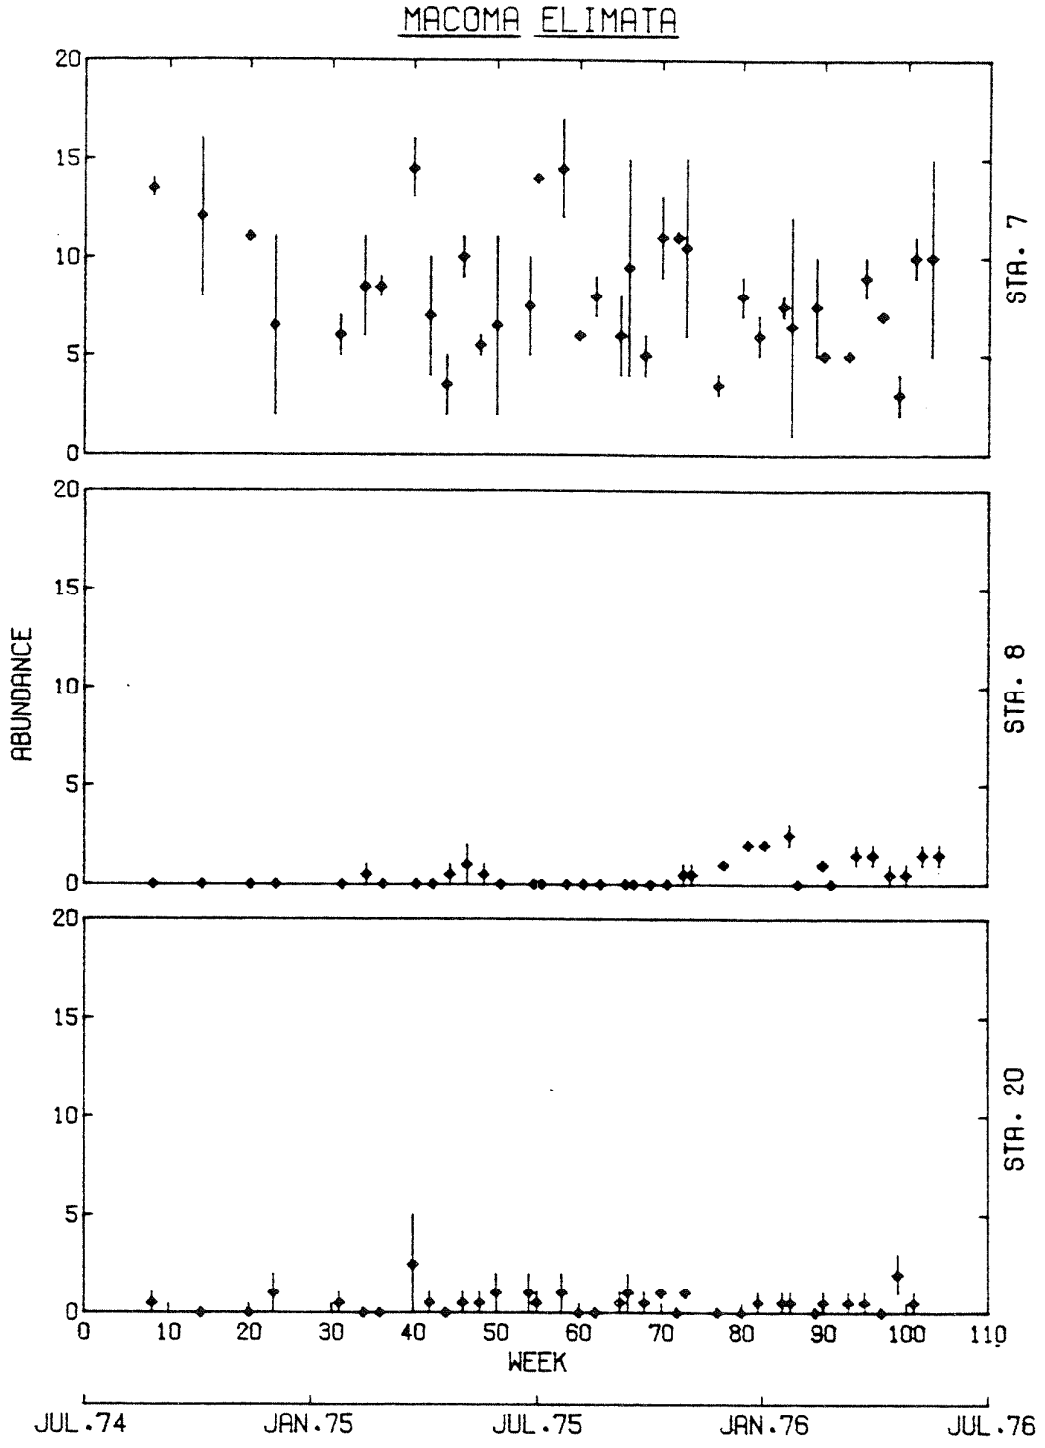 MACOMA ELIMATA
20
15
10
5
0
STA. 7
20
15
10
5
0
STA. 8
ABUNDANCE
20
15
10
5
0
STA. 20
0 10 20 30 40 50 60 70 80 90 100 110
WEEK
JUL.74 JAN.75 JUL.75 JAN.76 JUL.76